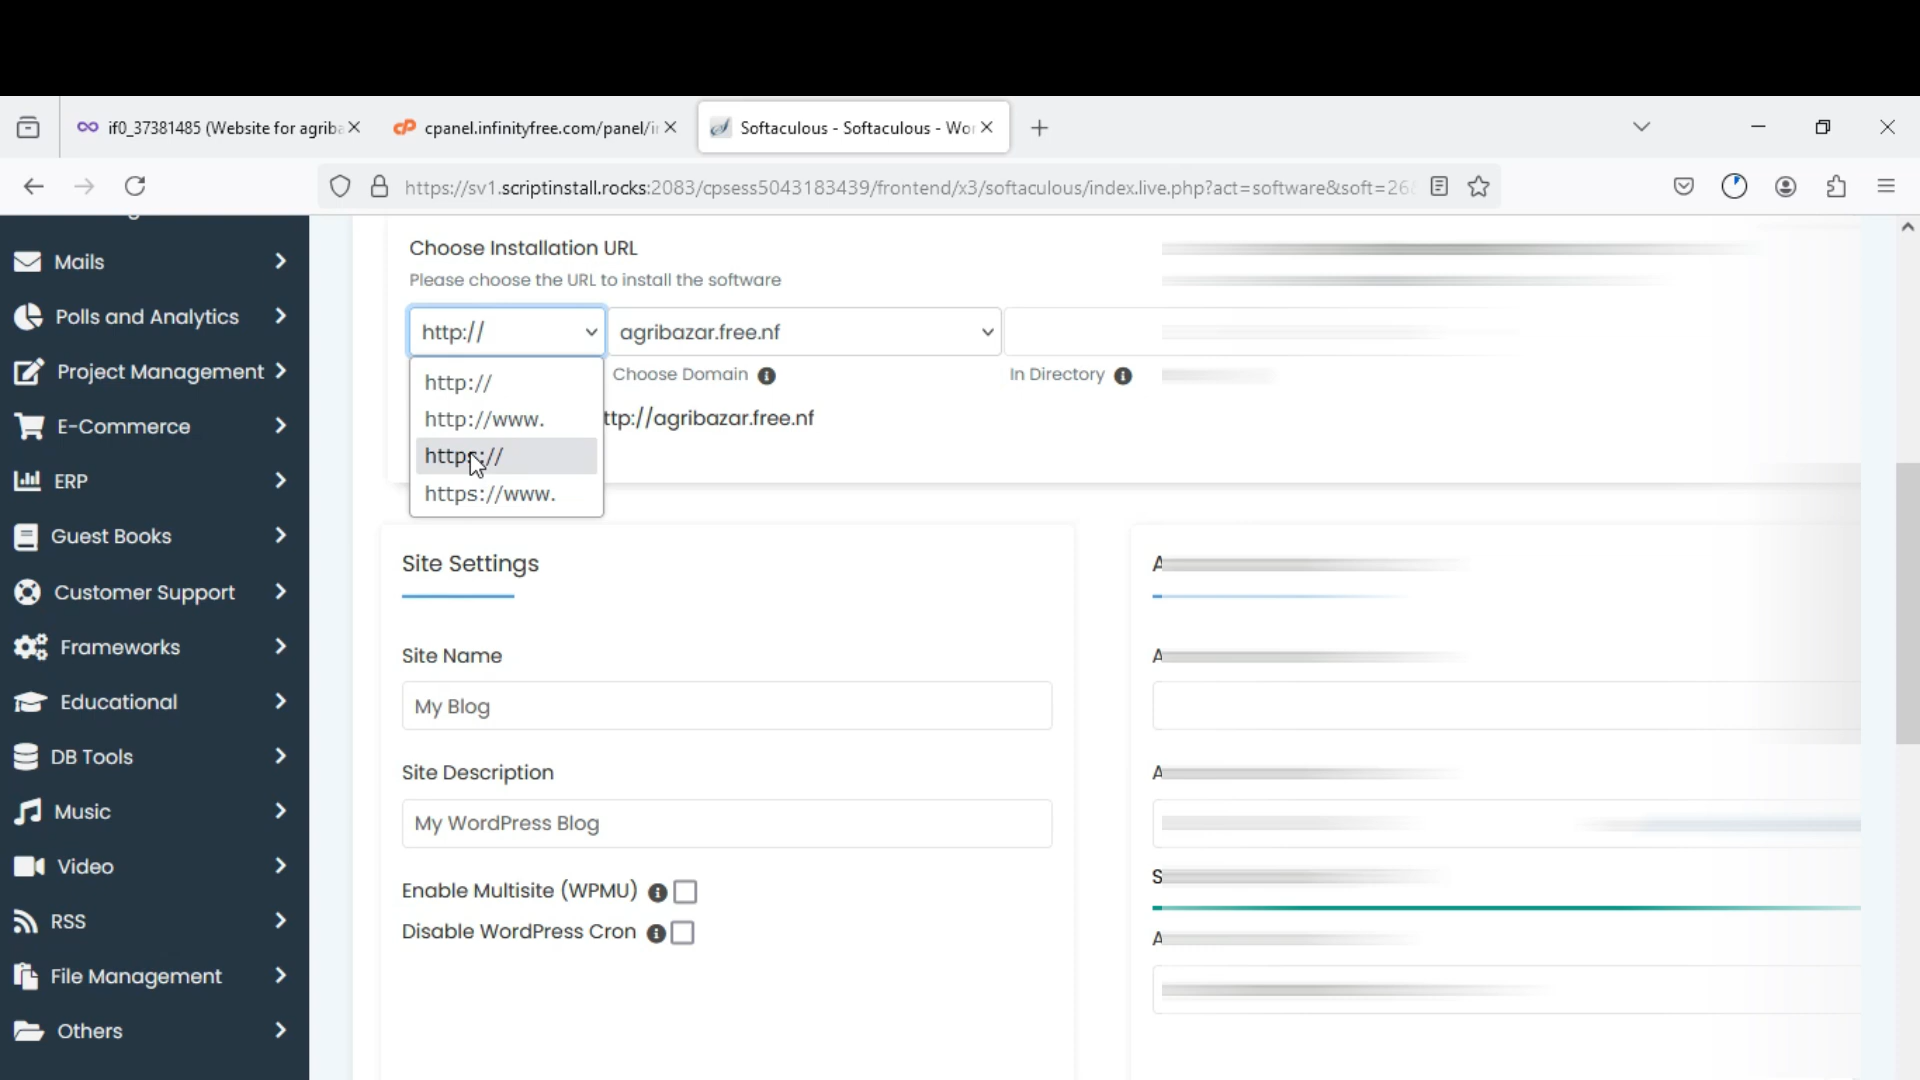 if0_37381485 (Website for agriba
cpanel.infinityfree.com/panel/i
Softaculous - Softaculous - Wor
https://sv1.scriptinstall.rocks:2083/cpsess5043183439/frontend/x3/softaculous/index.live.php?act=software&soft=26
Mails
Polls and Analytics
Project Management
E-Commerce
ERP
Guest Books
Customer Support
Frameworks
Educational
DB Tools
Music
Video
RSS
File Management
Others
Choose Installation URL
Please choose the URL to install the software
http://
agribazar.free.nf
http://
http://www.
https://
https://www.
Choose Domain
In Directory
ttp://agribazar.free.nf
Site Settings
Site Name
My Blog
Site Description
My WordPress Blog
Enable Multisite (WPMU)
Disable WordPress Cron